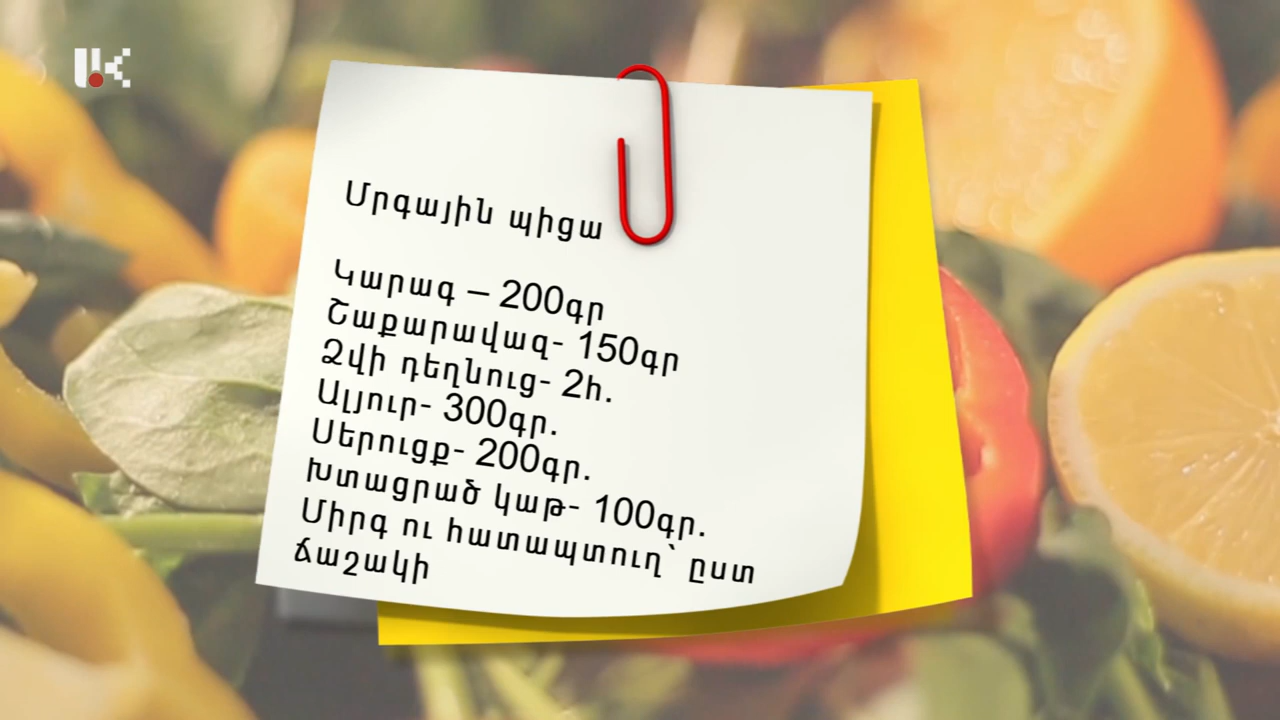 Մրգային պիցա
Կարագ – 200գր
Շաքարավազ- 150գր
Ձվի դեղնուց- 2հ.
Ալյուր- 300գր.
Սերուցք- 200գր.
Խտացրած կաթ- 100գր.
Միրգ ու հատապտուղ՝ ըստ
ճաշակի